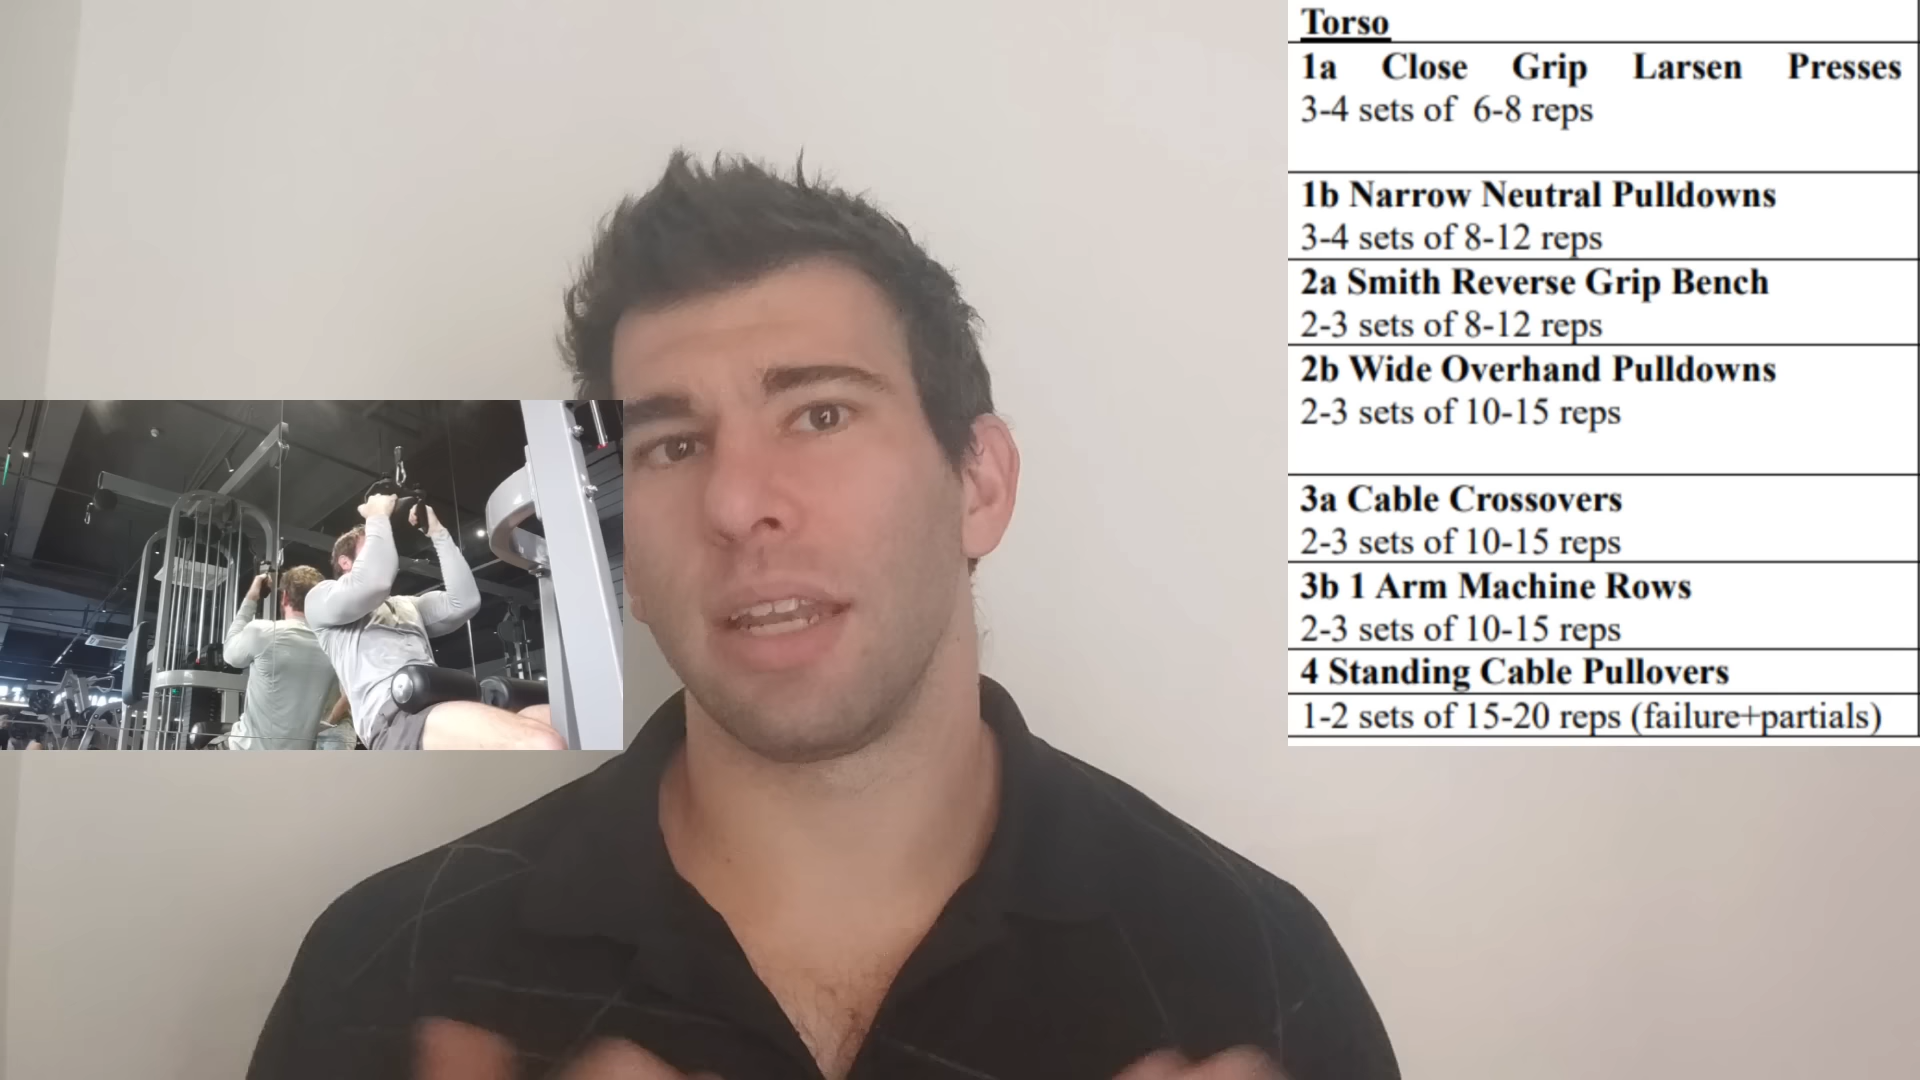 Torso
1a Close Grip Larsen Presses
3-4 sets of 6-8 reps
1b Narrow Neutral Pulldowns
3-4 sets of 8-12 reps
2a Smith Reverse Grip Bench
2-3 sets of 8-12 reps
2b Wide Overhand Pulldowns
2-3 sets of 10-15 reps
3a Cable Crossovers
2-3 sets of 10-15 reps
3b 1 Arm Machine Rows
2-3 sets of 10-15 reps
4 Standing Cable Pullovers
1-2 sets of 15-20 reps (failure+partials)